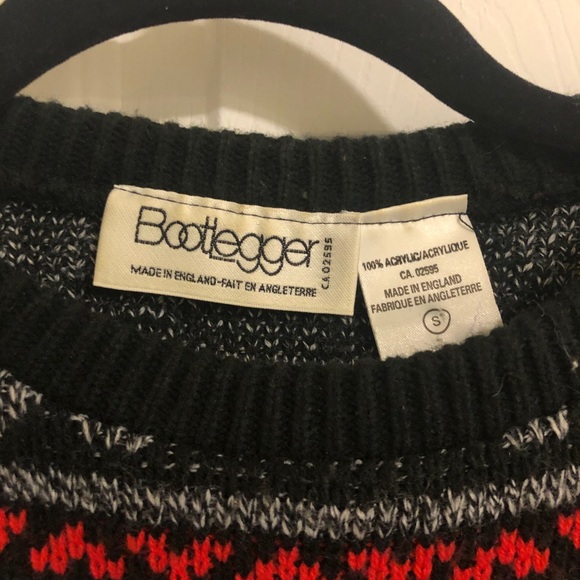 Bootlegger
MADE IN ENGLAND-FAIT EN ANGLETERRE
CA 02595
100% ACRYLIC/ACRYLIQUE
CA. 02595
MADE IN ENGLAND
FABRIQUE EN ANGLETERRE
S